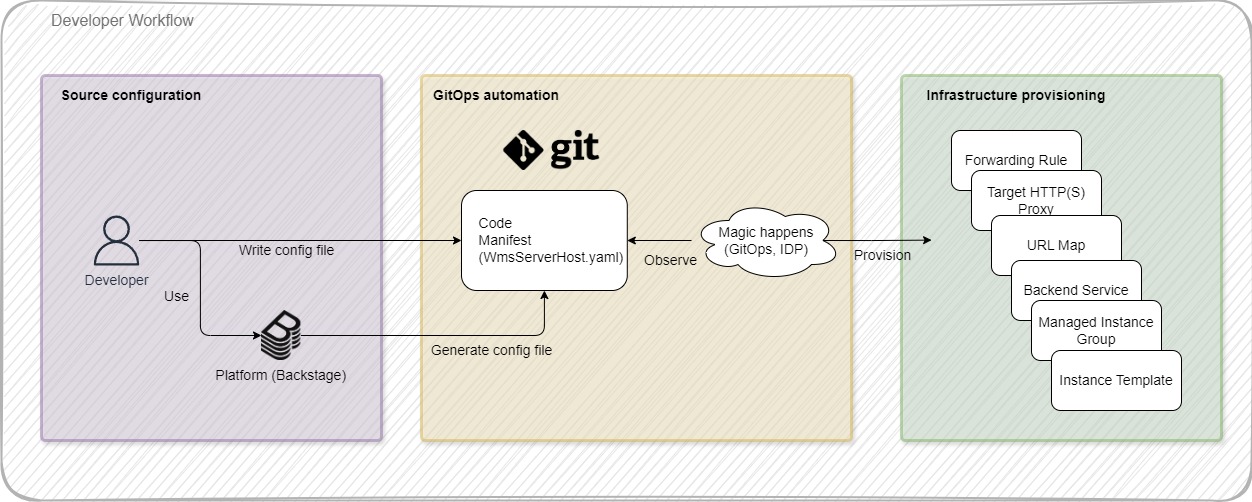 Developer Workflow
Source configuration
Developer
Write config file
Use
Platform (Backstage)
GitOps automation
git
Code
Manifest
(WmsServerHost.yaml)
Generate config file
Observe
Magic happens
(GitOps, IDP)
Provision
Infrastructure provisioning
Forwarding Rule
Target HTTP(S)
Proxy
URL Map
Backend Service
Managed Instance
Group
Instance Template